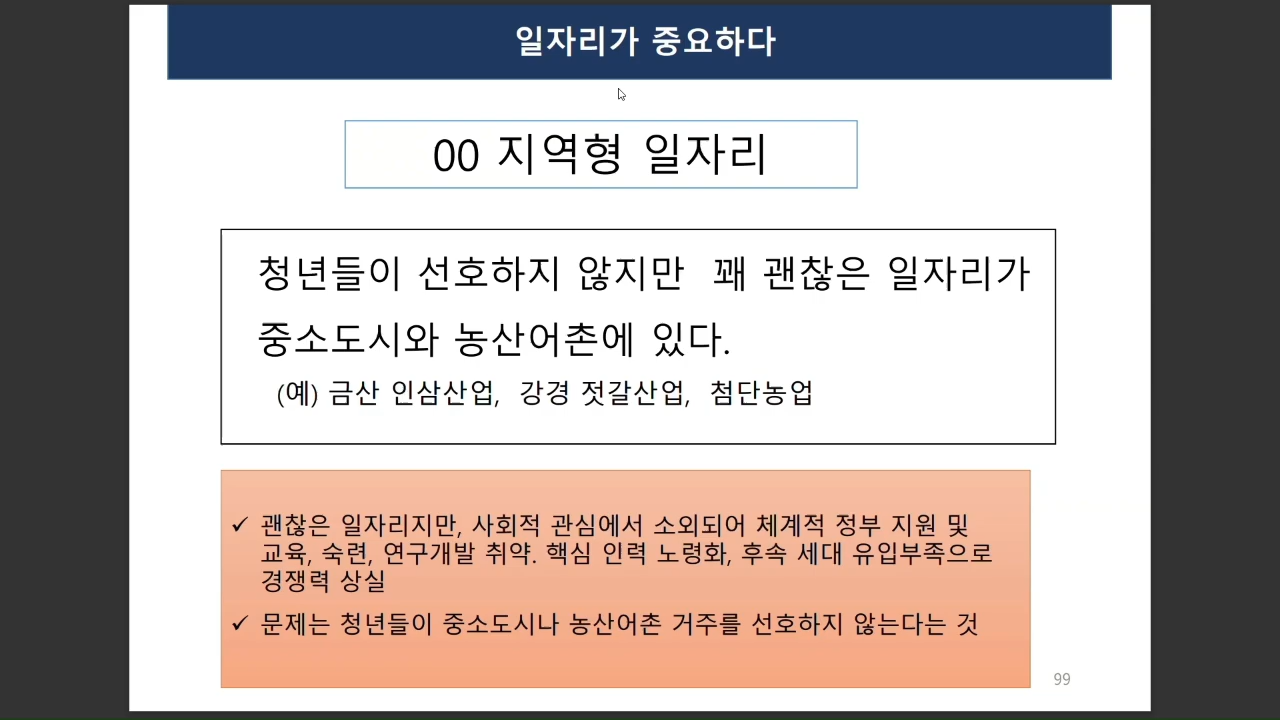 일자리가 중요하다
00 지역형 일자리
청년들이 선호하지 않지만 꽤 괜찮은 일자리가
중소도시와 농산어촌에 있다.
(예) 금산 인삼산업, 강경 젓갈산업, 첨단농업
✓ 괜찮은 일자리지만, 사회적 관심에서 소외되어 체계적 정부 지원 및
교육, 숙련, 연구개발 취약. 핵심 인력 노령화, 후속 세대 유입부족으로
경쟁력 상실
✓ 문제는 청년들이 중소도시나 농산어촌 거주를 선호하지 않는다는 것
99